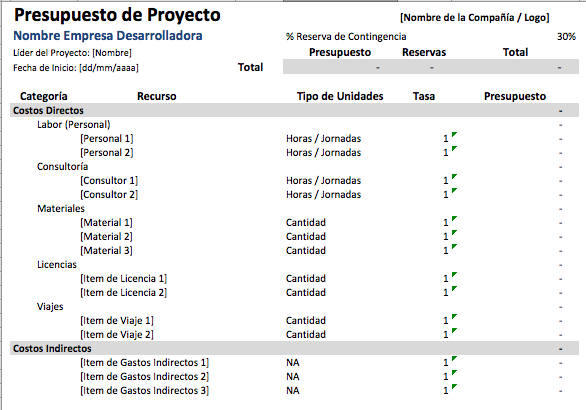 Presupuesto de Proyecto [Nombre de la Compañía / Logo]
Nombre Empresa Desarrolladora % Reserva de Contingencia 30%
Líder del Proyecto: [Nombre] Presupuesto Reservas Total
Fecha de Inicio: [dd/mm/aaaa] Total - - -
Categoría Recurso Tipo de Unidades Tasa Presupuesto
Costos Directos -
Labor (Personal) -
[Personal 1] Horas / Jornadas 1 -
[Personal 2] Horas / Jornadas 1 -
Consultoría -
[Consultor 1] Horas / Jornadas 1 -
[Consultor 2] Horas / Jornadas 1 -
Materiales -
[Material 1] Cantidad 1 -
[Material 2] Cantidad 1 -
[Material 3] Cantidad 1 -
Licencias -
[Item de Licencia 1] Cantidad 1 -
[Item de Licencia 2] Cantidad 1 -
Viajes -
[Item de Viaje 1] Cantidad 1 -
[Item de Viaje 2] Cantidad 1 -
Costos Indirectos -
[Item de Gastos Indirectos 1] NA 1 -
[Item de Gastos Indirectos 2] NA 1 -
[Item de Gastos Indirectos 3] NA 1 -